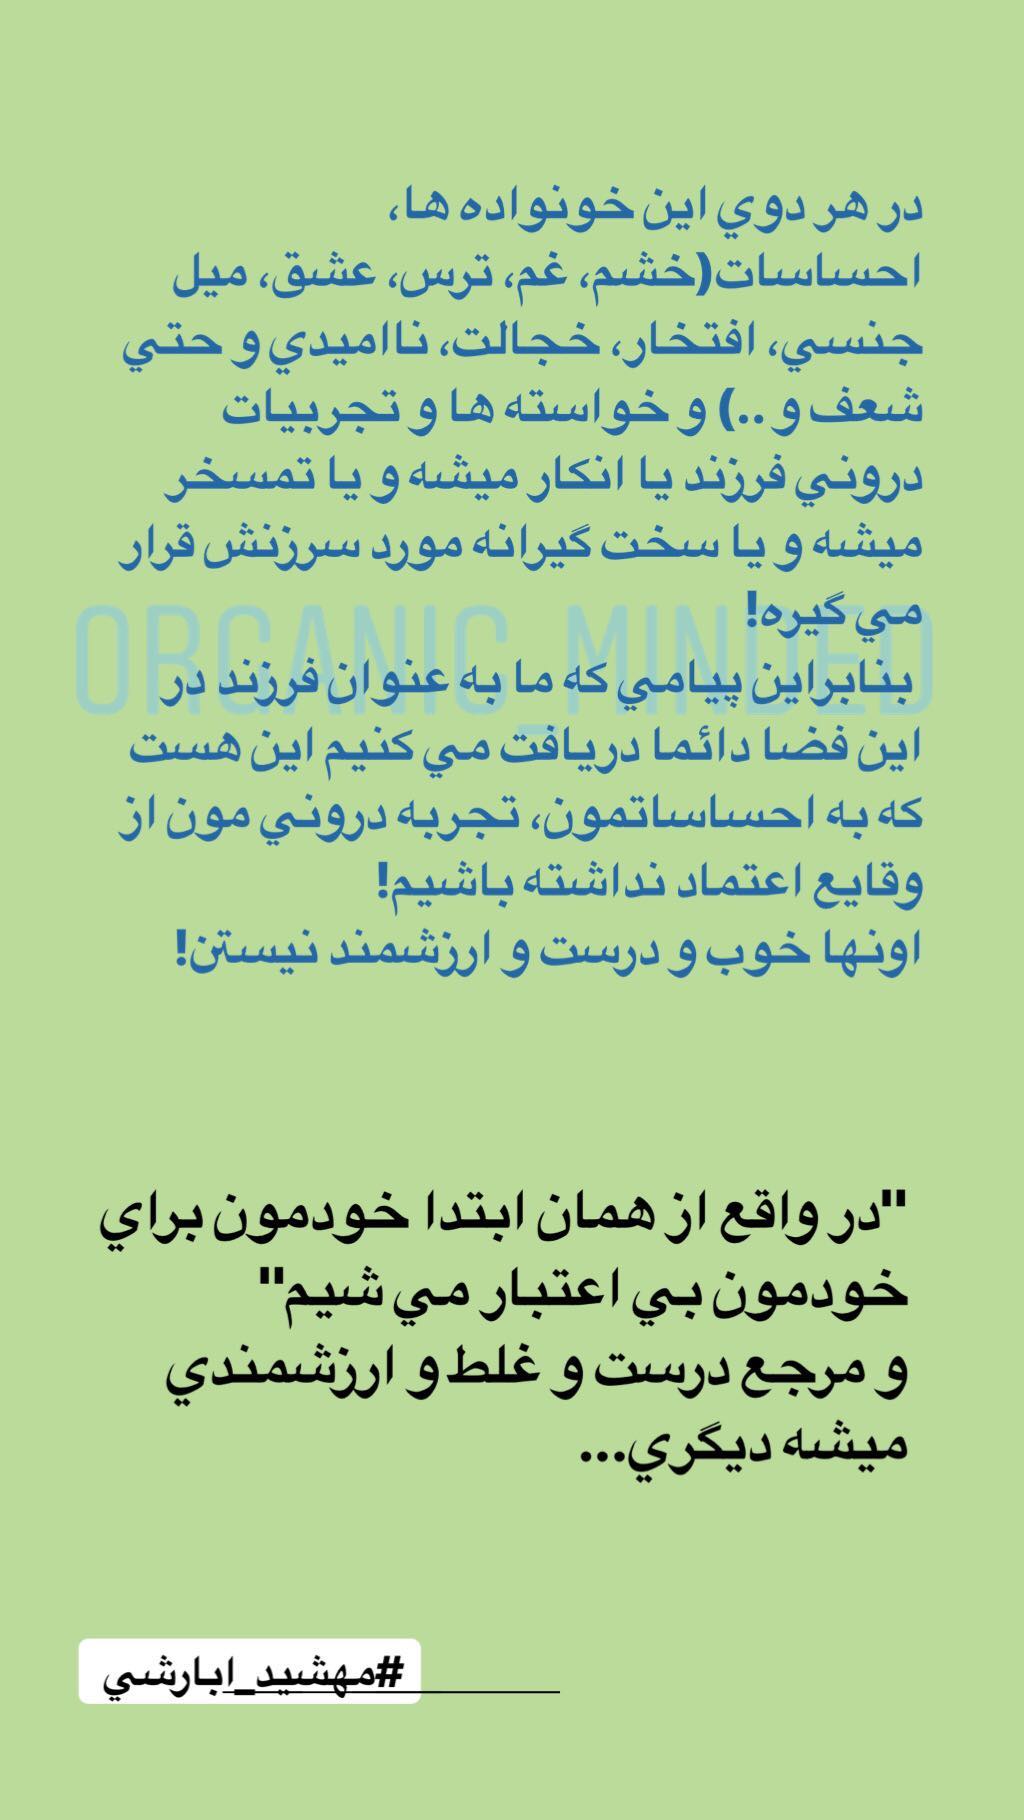 در هر دوي اين خونواده ها،
احساسات(خشم، غم، ترس، عشق، ميل
جنسي، افتخار، خجالت، نااميدي و حتي
شعف و ..) و خواسته ها و تجربيات
دروني فرزند يا انكار ميشه و يا تمسخر
ميشه و يا سخت گيرانه مورد سرزنش قرار
مي گيره!
ORGANIC_MINDED
بنابراين پيامي كه ما به عنوان فرزند در
اين فضا دائما دريافت مي كنيم اين هست
كه به احساساتمون، تجربه دروني مون از
وقايع اعتماد نداشته باشيم!
اونها خوب و درست و ارزشمند نيستن!
"در واقع از همان ابتدا خودمون براي
خودمون بي اعتبار مي شيم"
و مرجع درست و غلط و ارزشمندي
ميشه ديگري...
#مهشيد_ابارشي